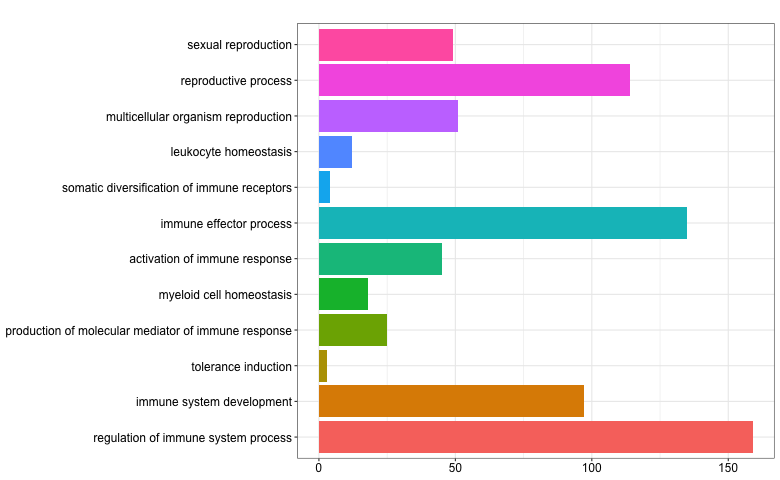 sexual reproduction
reproductive process
multicellular organism reproduction
leukocyte homeostasis
somatic diversification of immune receptors
immune effector process
activation of immune response
myeloid cell homeostasis
production of molecular mediator of immune response
tolerance induction
immune system development
regulation of immune system process
0 50 100 150